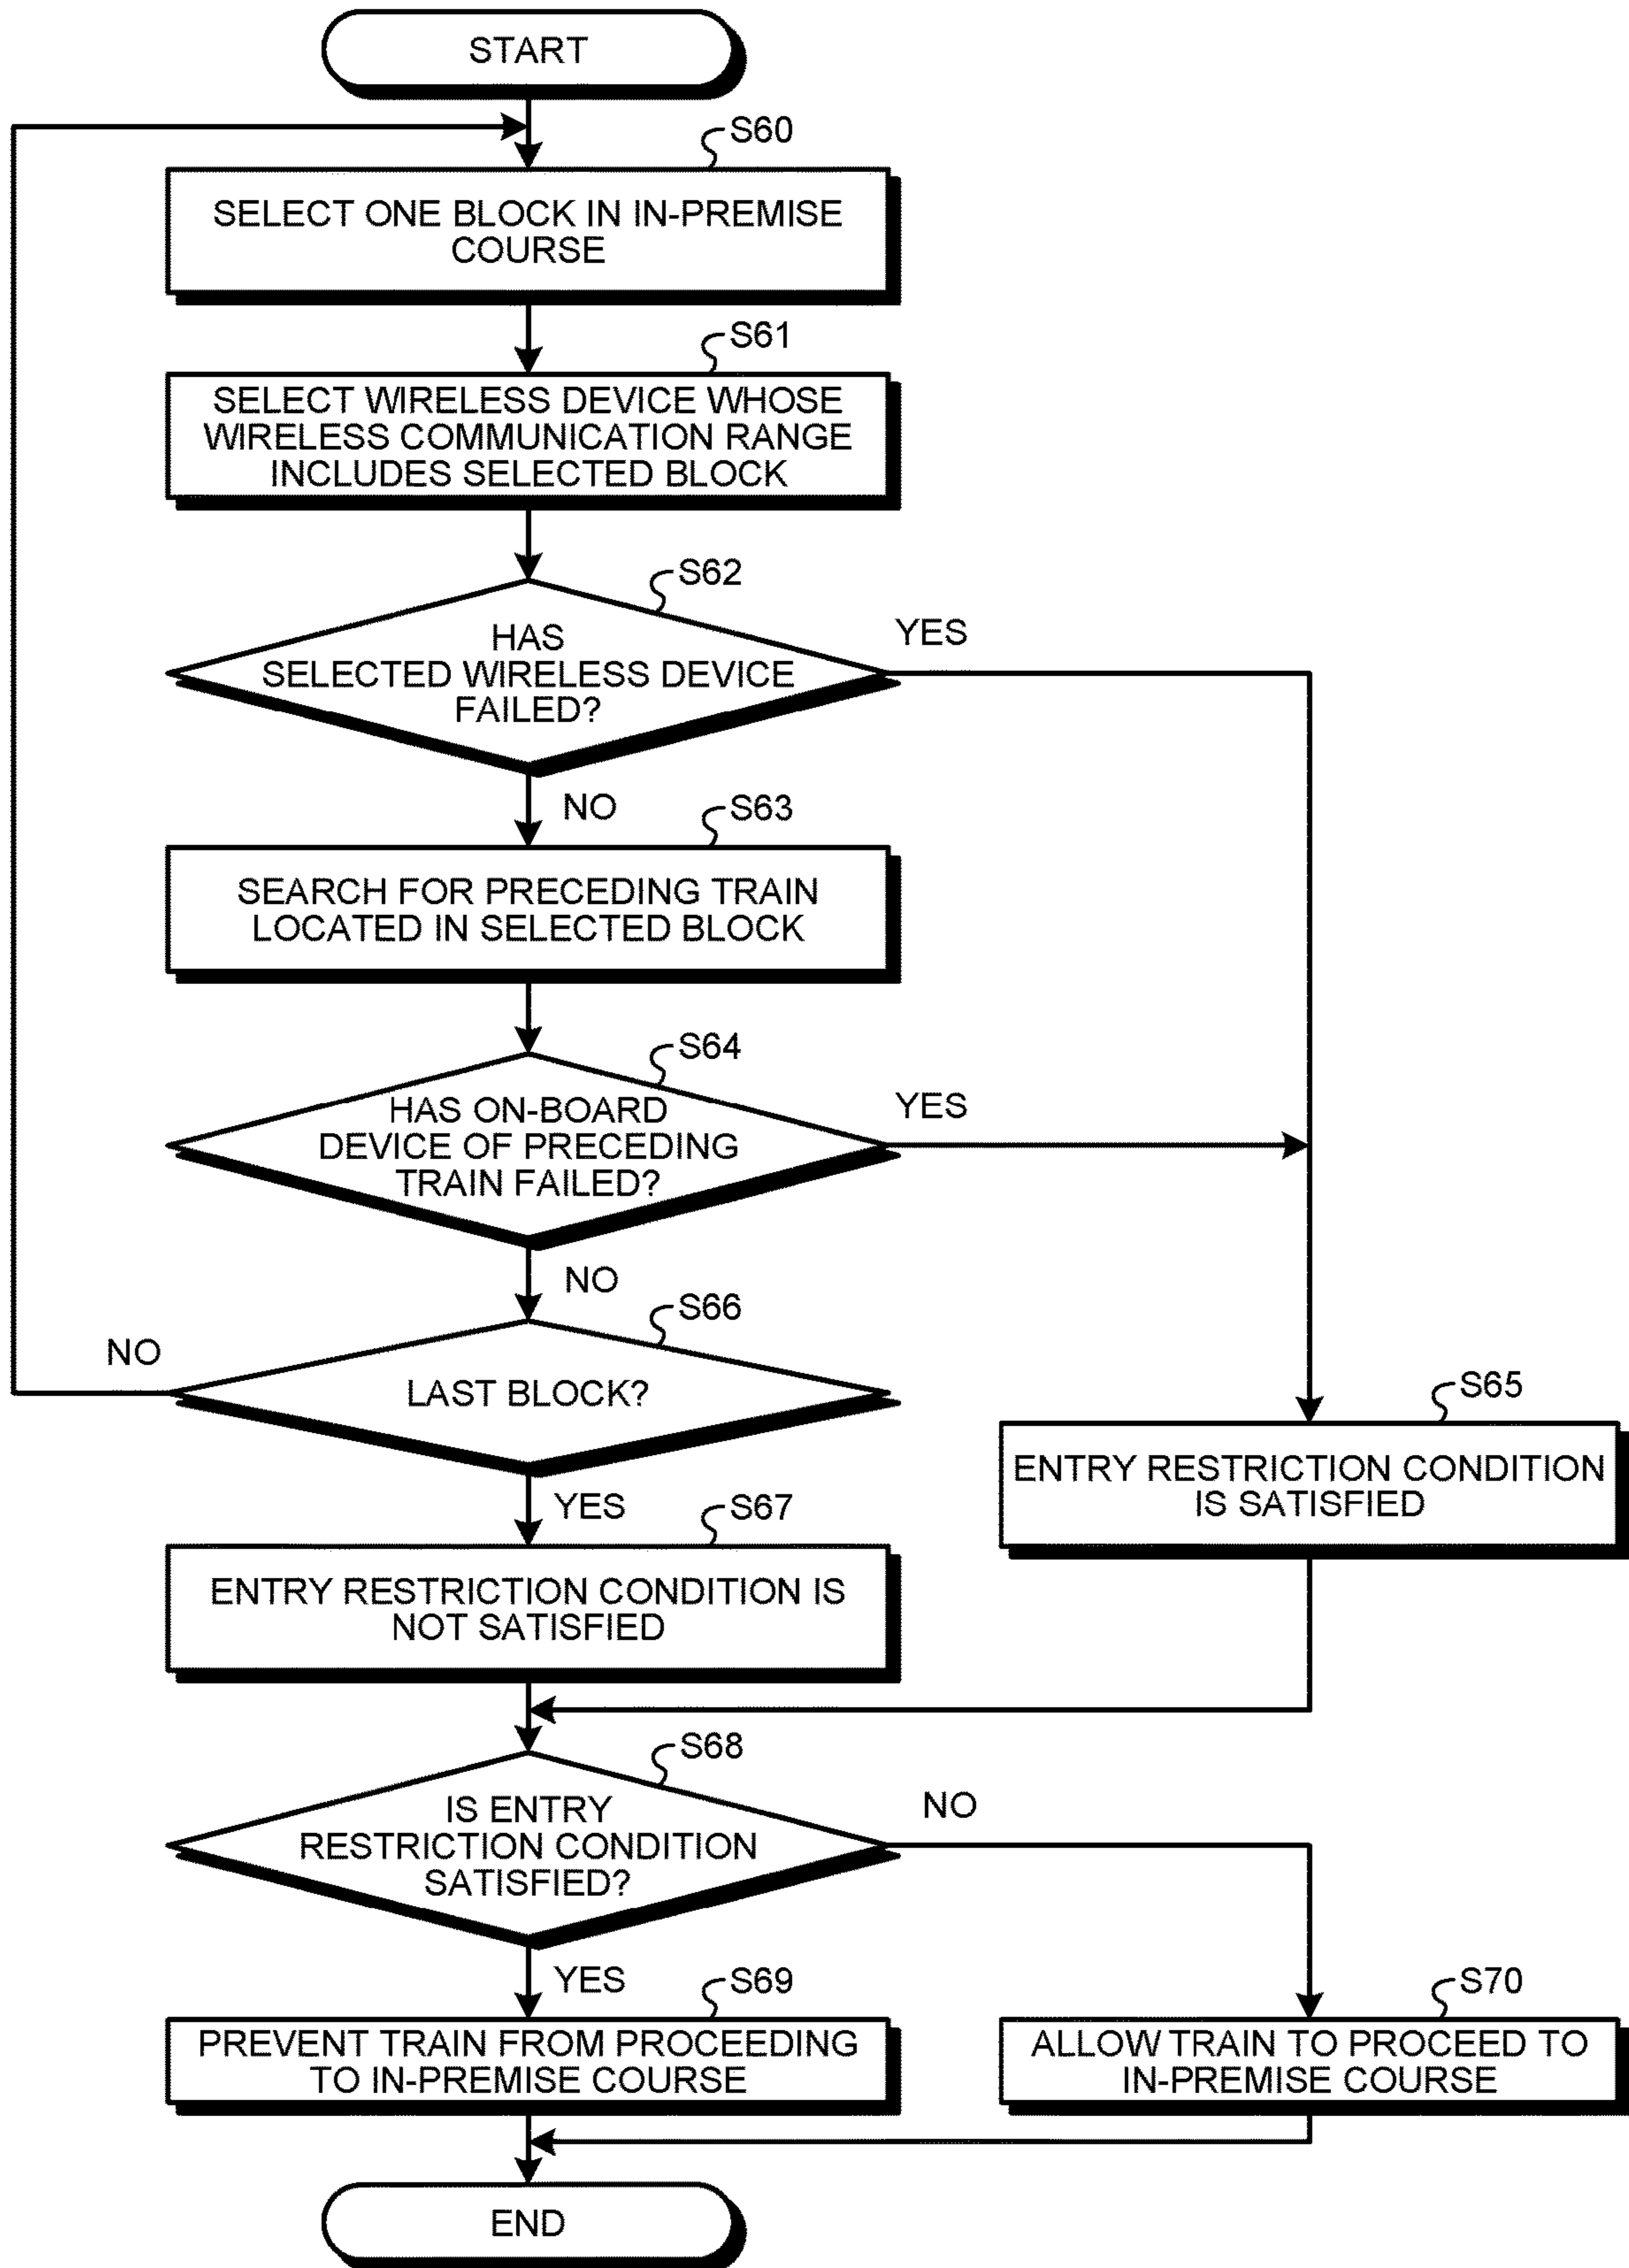 START
S60
SELECT ONE BLOCK IN IN-PREMISE
COURSE
S61
SELECT WIRELESS DEVICE WHOSE
WIRELESS COMMUNICATION RANGE
INCLUDES SELECTED BLOCK
S62
HAS
SELECTED WIRELESS DEVICE
FAILED?
YES
NO
S63
SEARCH FOR PRECEDING TRAIN
LOCATED IN SELECTED BLOCK
S64
HAS ON-BOARD
DEVICE OF PRECEDING
TRAIN FAILED?
YES
NO
S66
LAST BLOCK?
NO
YES
S65
ENTRY RESTRICTION CONDITION
IS SATISFIED
S67
ENTRY RESTRICTION CONDITION IS
NOT SATISFIED
S68
IS ENTRY
RESTRICTION CONDITION
SATISFIED?
NO
YES
S69
PREVENT TRAIN FROM PROCEEDING
TO IN-PREMISE COURSE
S70
ALLOW TRAIN TO PROCEED TO
IN-PREMISE COURSE
END